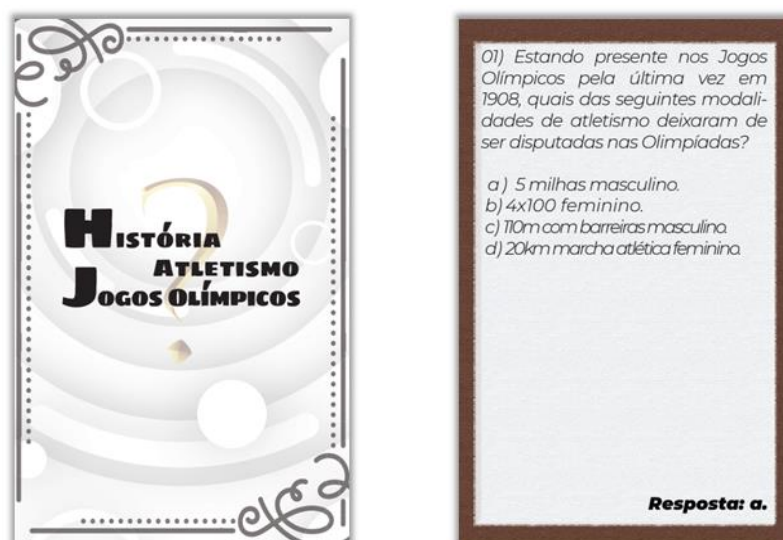 HISTÓRIA
ATLETISMO
JOGOS OLÍMPICOS
?
01) Estando presente nos Jogos
Olímpicos pela última vez em
1908, quais das seguintes modali-
dades de atletismo deixaram de
ser disputadas nas Olimpíadas?
a) 5 milhas masculino.
b) 4x100 feminino.
c) 110m com barreiras masculino.
d) 20km marcha atlética feminino.
Resposta: a.